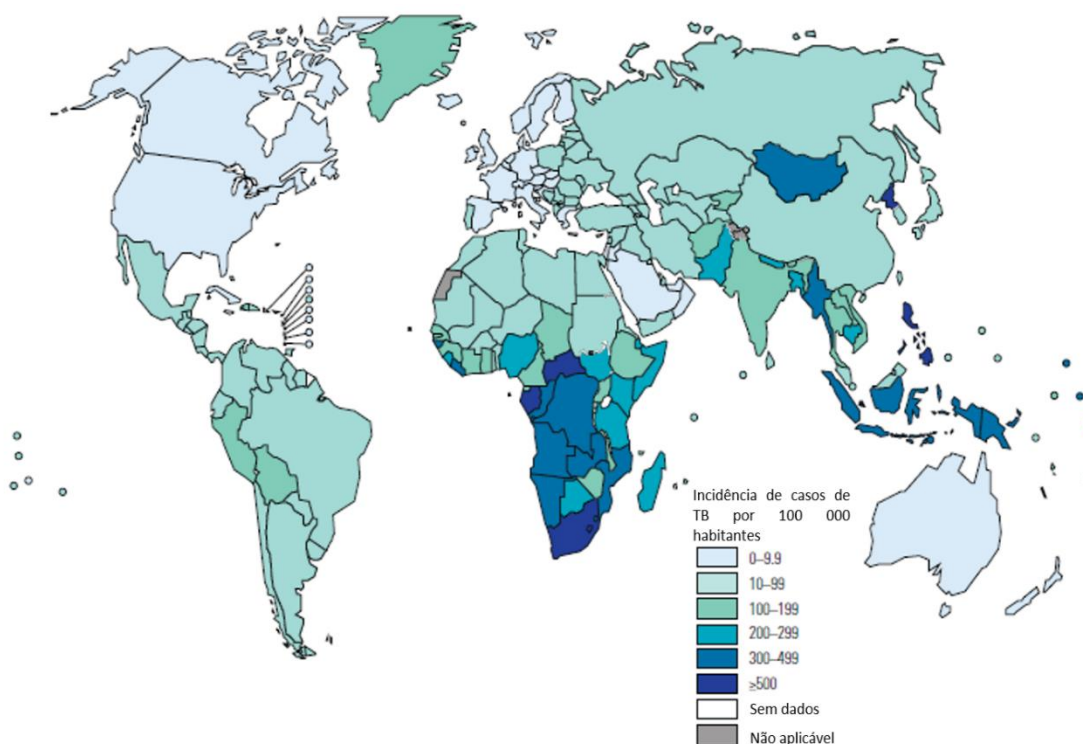 Incidência de casos de
TB por 100 000
habitantes
0–9.9
10–99
100–199
200–299
300–499
≥500
Sem dados
Não aplicável